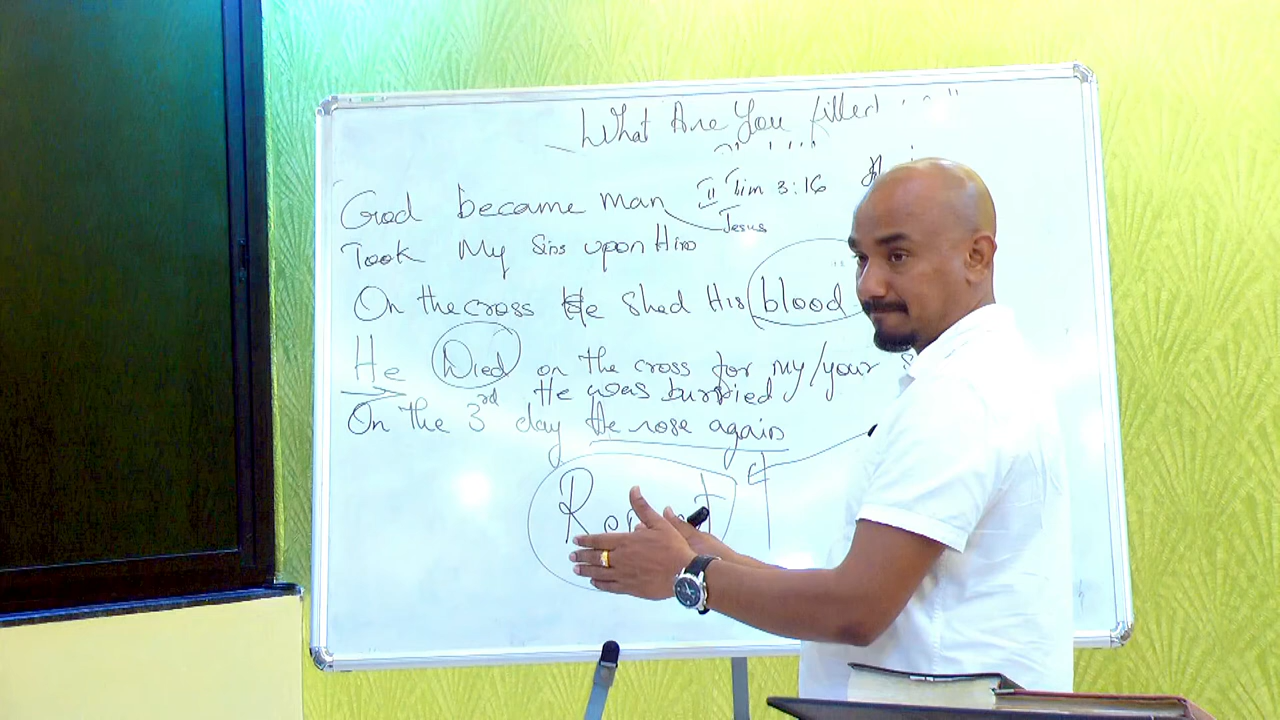 What Are You filled
God became man II Tim 3:16
Jesus
Took My Sins upon Him
On the cross He shed His blood
He Died on the cross for my/your
He was burried
On the 3rd day He rose again